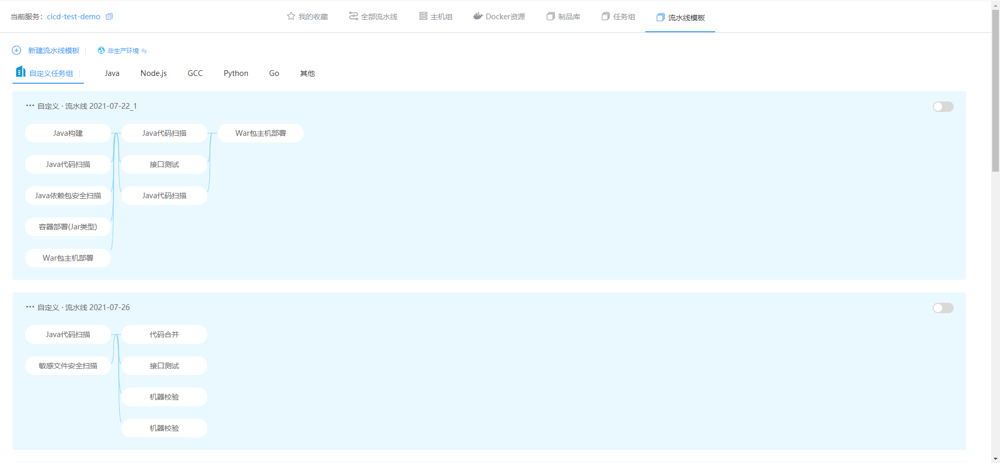 当前服务： cicd-test-demo
我的收藏 全部流水线 主机组 Docker资源 制品库 任务组 流水线模板
新建流水线模板 非生产环境
自定义任务组 Java Node.js GCC Python Go 其他
··· 自定义 · 流水线 2021-07-22_1
Java构建 Java代码扫描 War包主机部署
Java代码扫描 接口测试
Java依赖包安全扫描 Java代码扫描
容器部署(Jar类型)
War包主机部署
··· 自定义 · 流水线 2021-07-26
Java代码扫描 代码合并
敏感文件安全扫描 接口测试
机器校验
机器校验